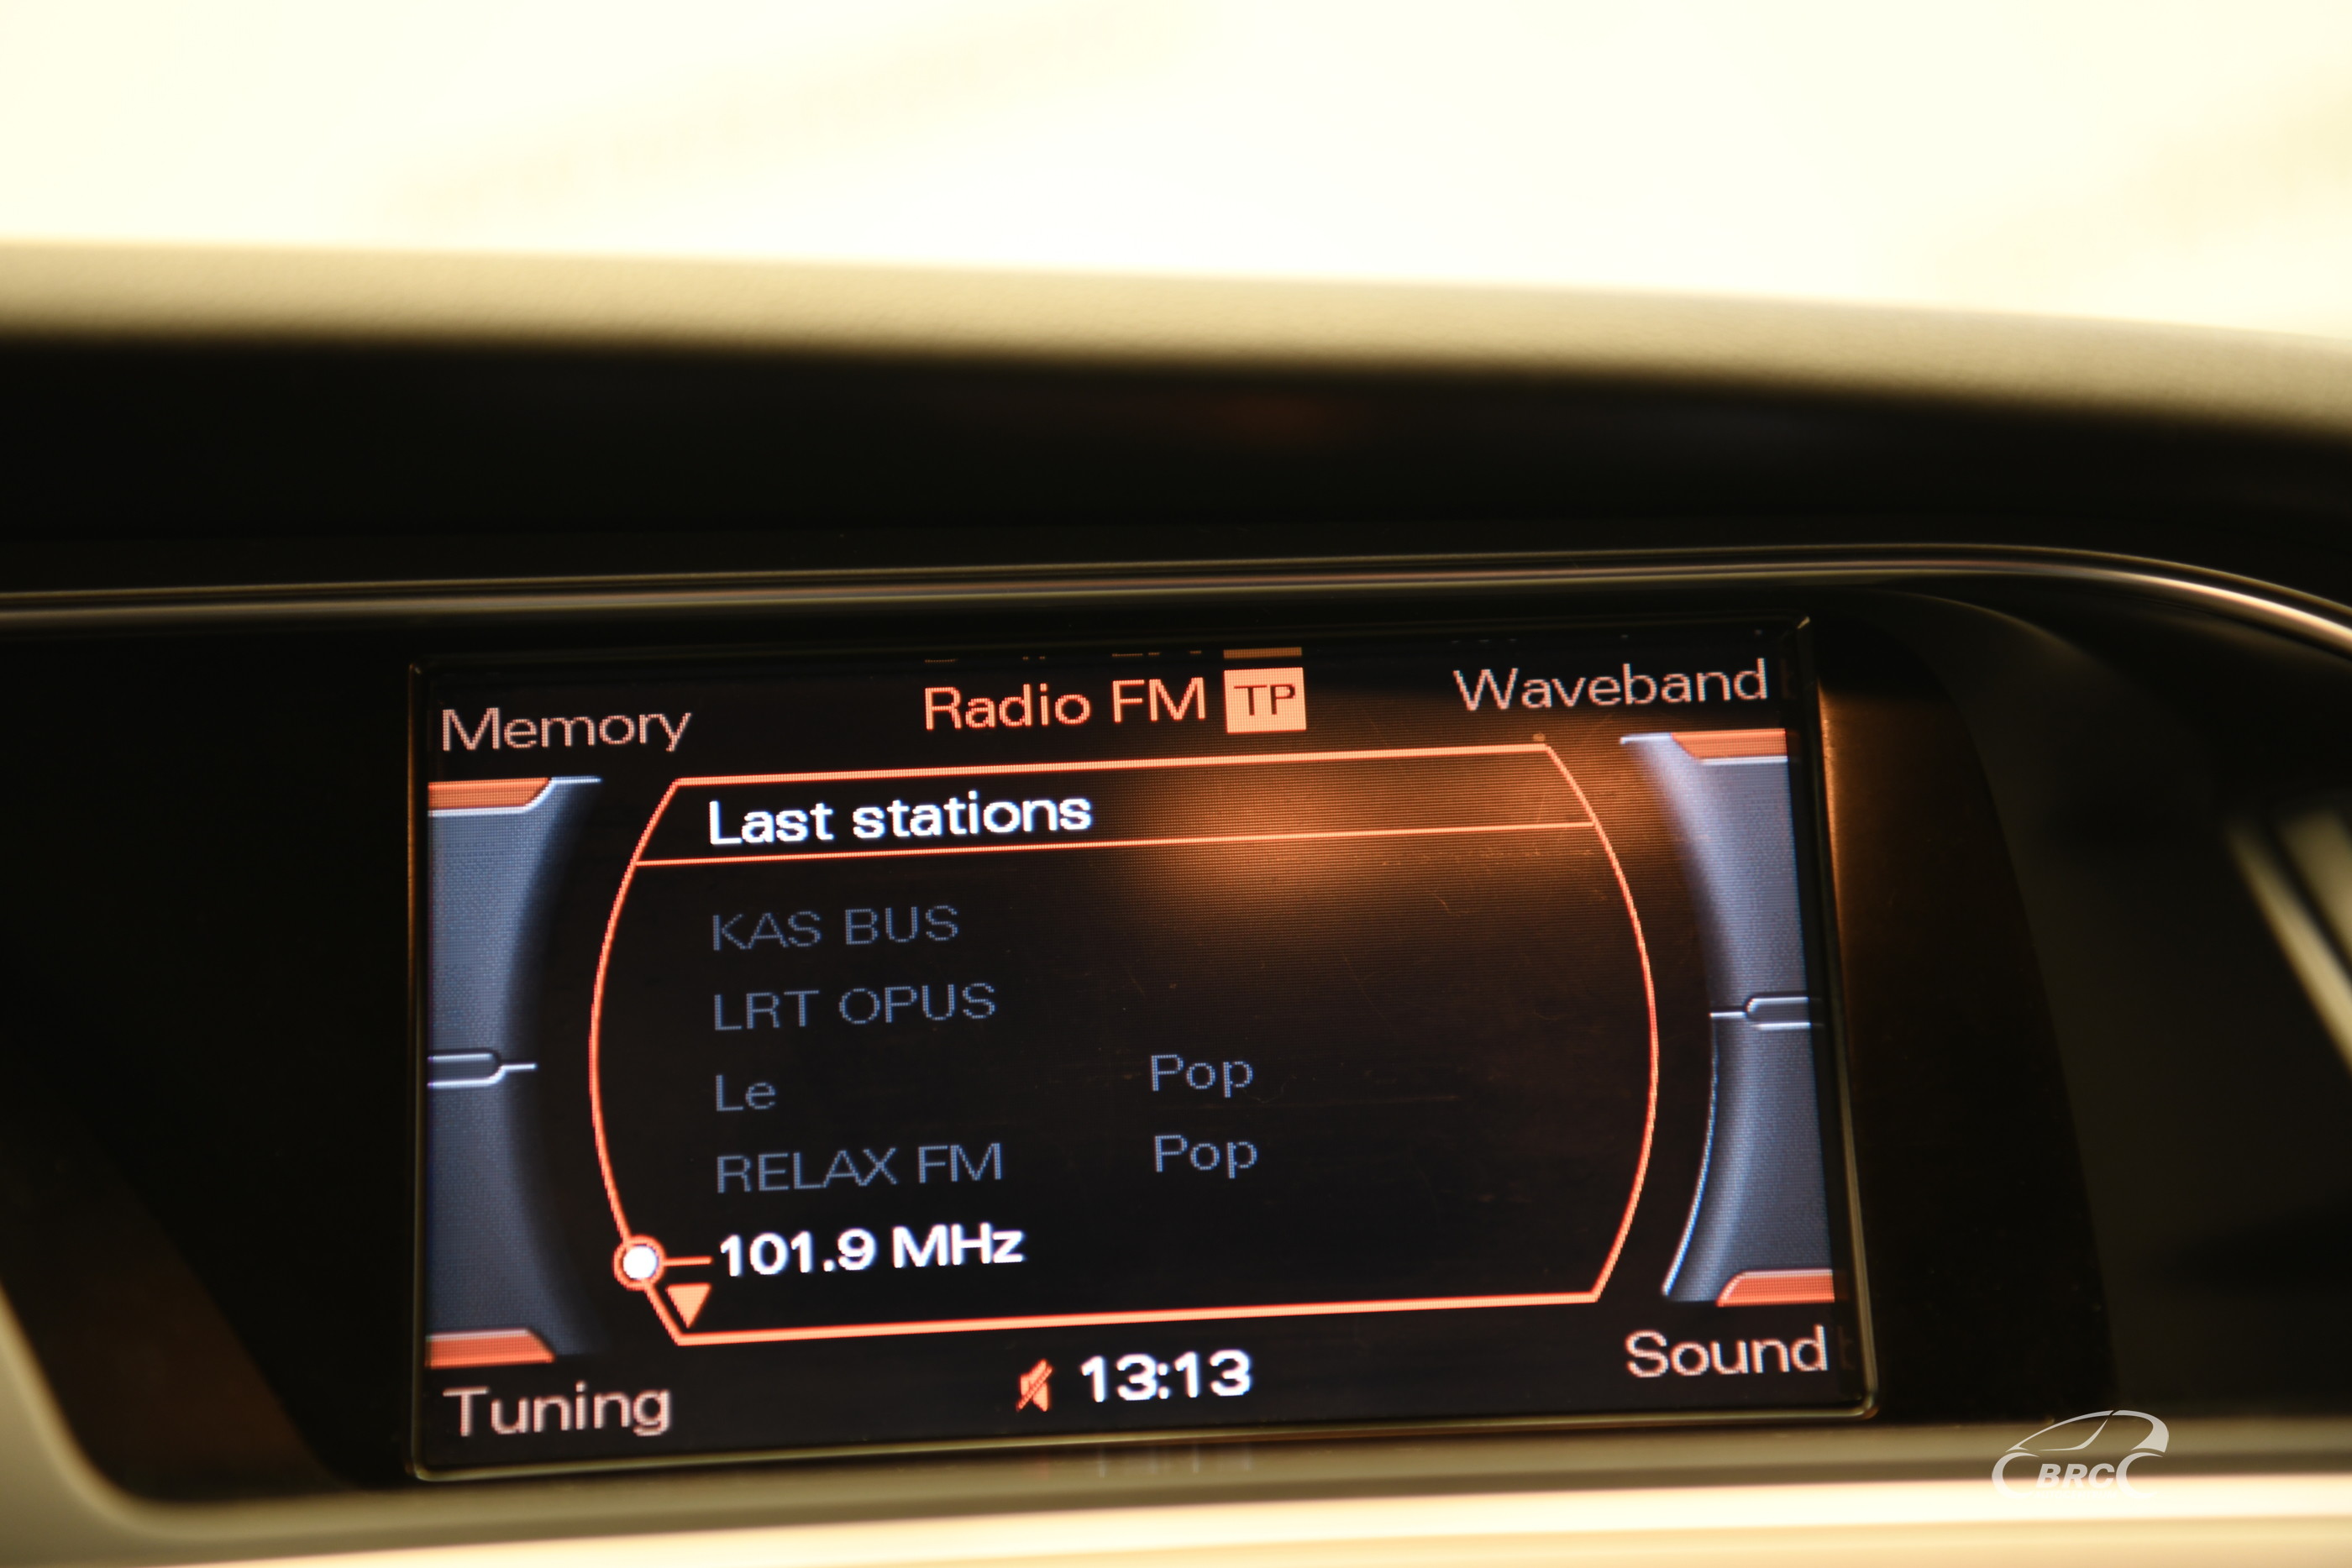 Memory Radio FM TP Waveband
Last stations
KAS BUS
LRT OPUS
Le Pop
RELAX FM Pop
101.9 MHz
Tuning 13:13 Sound
BRC